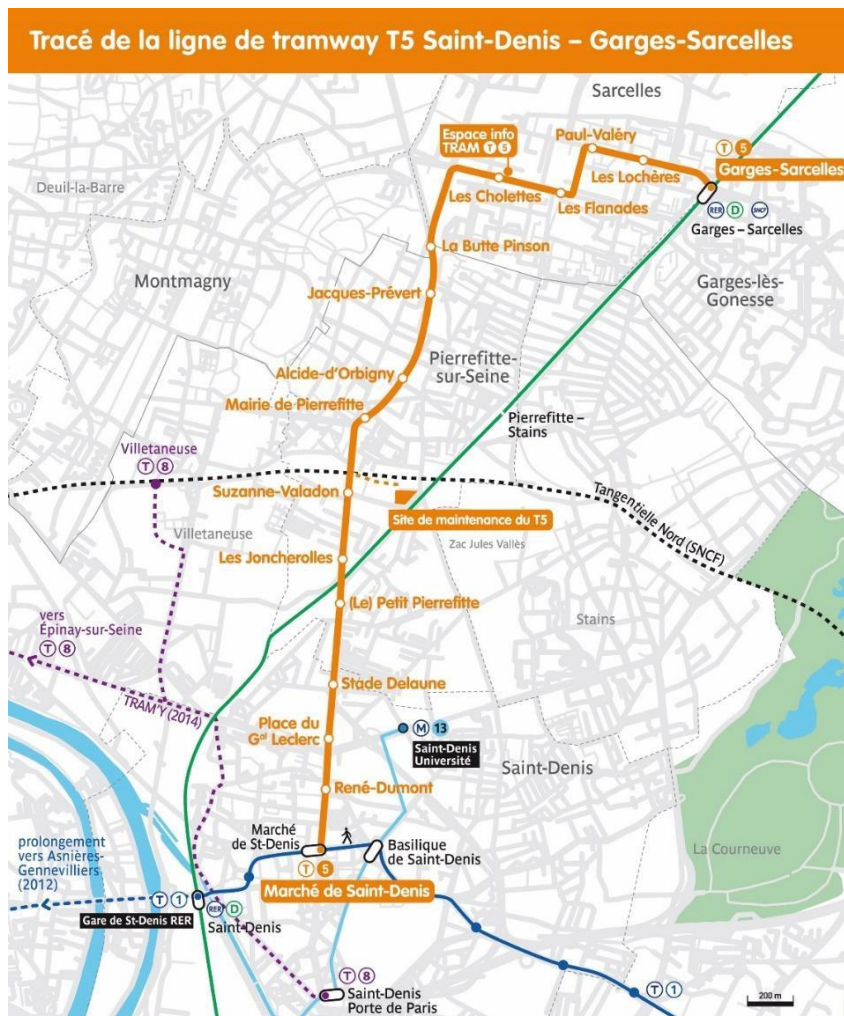 Tracé de la ligne de tramway T5 Saint-Denis – Garges-Sarcelles
Sarcelles
Espace info
TRAM T 5
Paul-Valéry
T 5
Garges-Sarcelles
Les Lochères
Les Cholettes
Les Flanades
RER D SNCF
Garges – Sarcelles
Deuil-la-Barre
La Butte Pinson
Montmagny
Garges-lès-
Gonesse
Jacques-Prévert
Pierrefitte-
sur-Seine
Alcide-d'Orbigny
Mairie de Pierrefitte
Pierrefitte –
Stains
Villetaneuse
T 8
Suzanne-Valadon
Site de maintenance du T5
Tangentielle Nord (SNCF)
Villetaneuse
Zac Jules Vallès
Les Joncherolles
(Le) Petit Pierrefitte
Stains
vers
Épinay-sur-Seine
T 8
Stade Delaune
TRAM'Y (2014)
Place du
Gal Leclerc
M 13
Saint-Denis
Université
Saint-Denis
René-Dumont
Marché
de St-Denis
Basilique
de Saint-Denis
La Courneuve
prolongement
vers Asnières-
Gennevilliers
(2012)
T 5
Marché de Saint-Denis
T 1
RER D
Gare de St-Denis RER
Saint-Denis
T 8
Saint-Denis
Porte de Paris
T 1
200 m